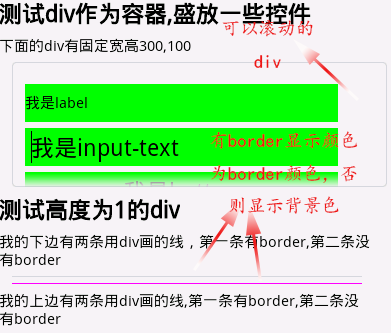 测试div作为容器,盛放一些控件
可以滚动的
div
下面的div有固定宽高300,100
我是label
我是input-text
有border显示颜色
为border颜色，否
则显示背景色
测试高度为1的div
我的下边有两条用div画的线，第一条有border,第二条没
有border
我的上边有两条用div画的线,第一条有border,第二条没
有border